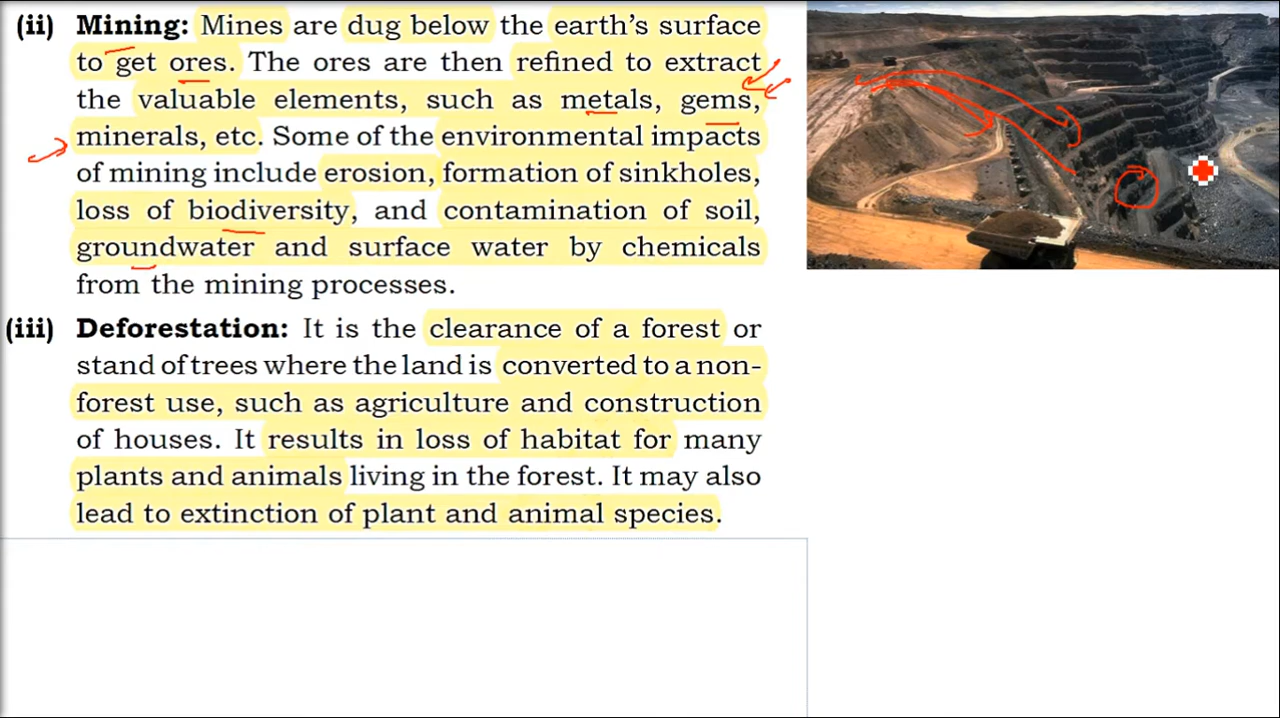 (ii) Mining: Mines are dug below the earth's surface
to get ores. The ores are then refined to extract
the valuable elements, such as metals, gems,
minerals, etc. Some of the environmental impacts
of mining include erosion, formation of sinkholes,
loss of biodiversity, and contamination of soil,
groundwater and surface water by chemicals
from the mining processes.
(iii) Deforestation: It is the clearance of a forest or
stand of trees where the land is converted to a non-
forest use, such as agriculture and construction
of houses. It results in loss of habitat for many
plants and animals living in the forest. It may also
lead to extinction of plant and animal species.